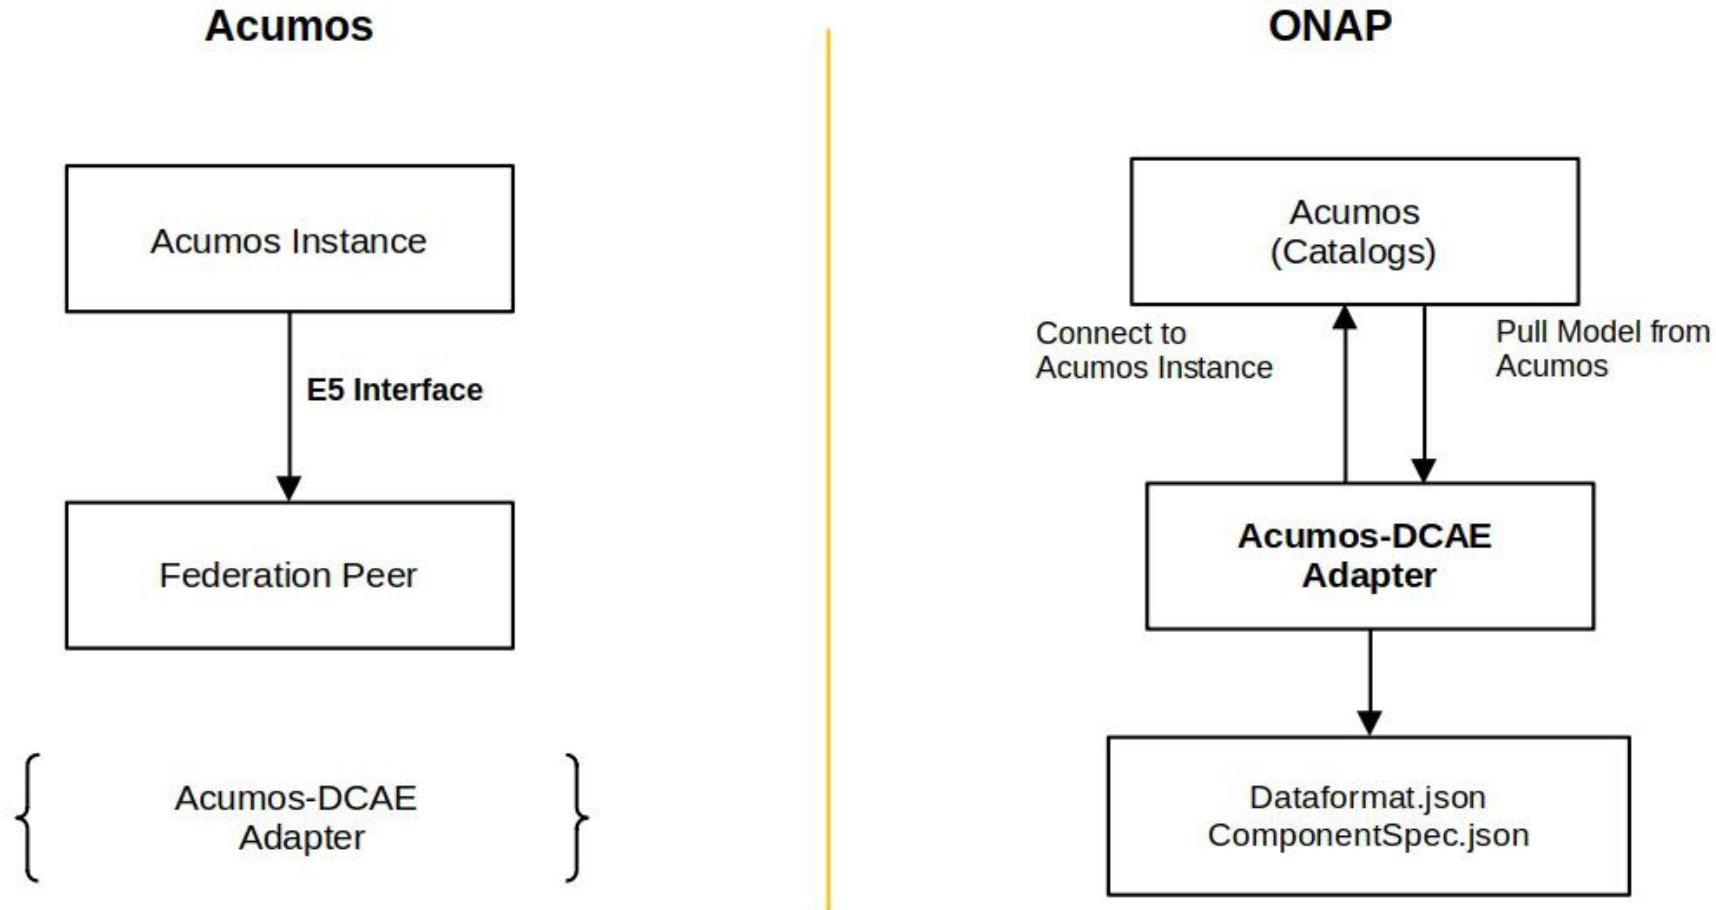 Acumos
Acumos Instance
E5 Interface
Federation Peer
Acumos-DCAE
Adapter
ONAP
Acumos
(Catalogs)
Connect to
Acumos Instance
Pull Model from
Acumos
Acumos-DCAE
Adapter
Dataformat.json
ComponentSpec.json